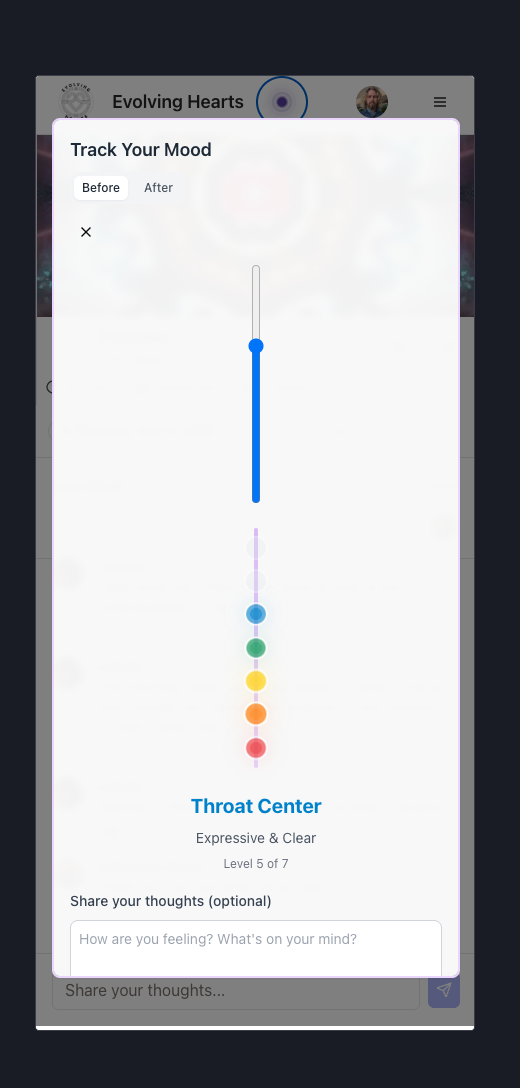 EVOLVING
Evolving Hearts
Track Your Mood
Before
After
Throat Center
Expressive & Clear
Level 5 of 7
Share your thoughts (optional)
How are you feeling? What's on your mind?
Share your thoughts...